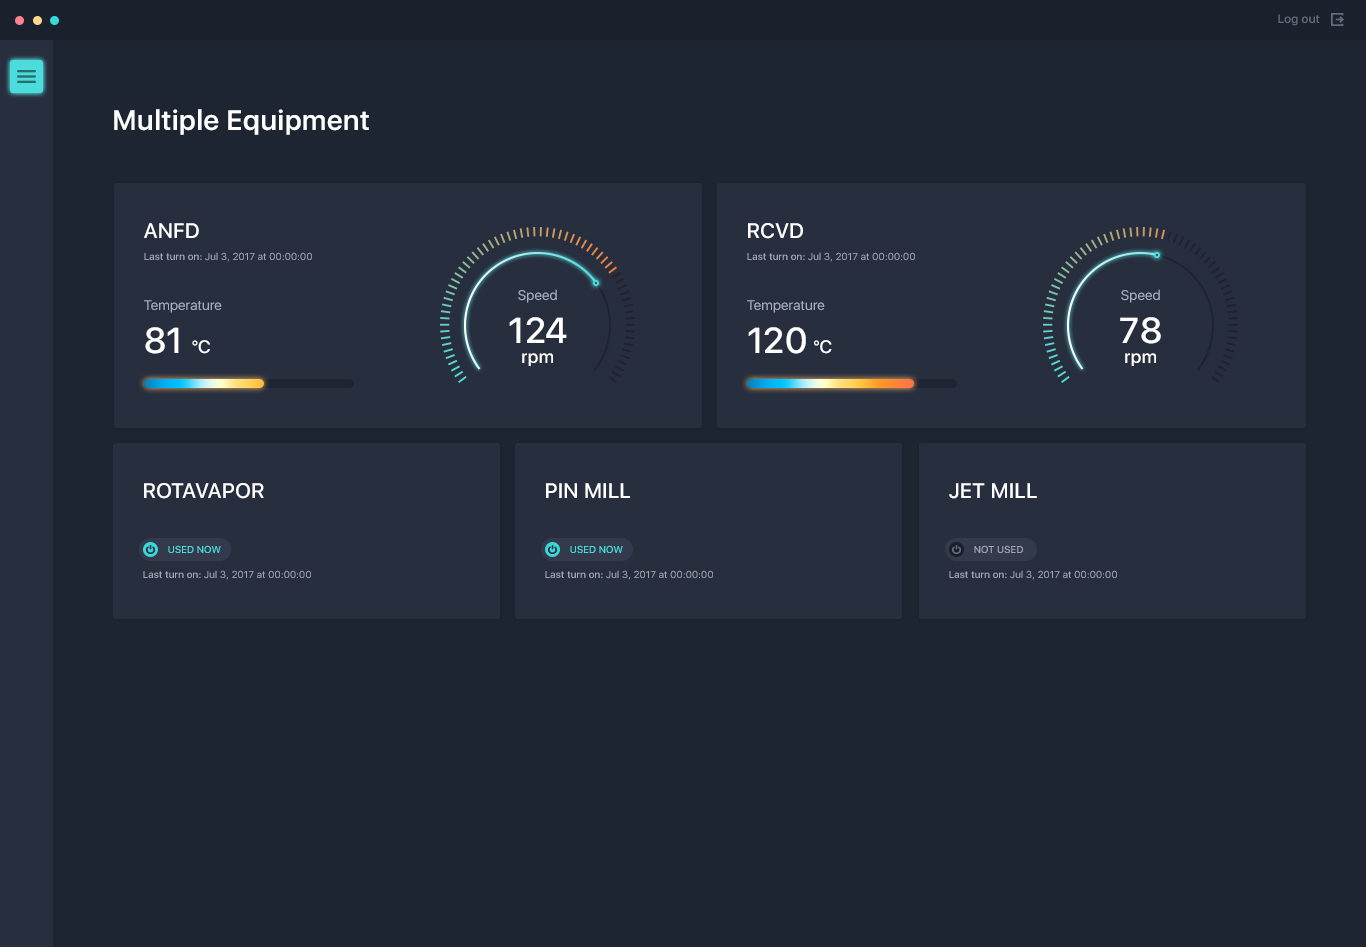 Log out
Multiple Equipment
ANFD
Last turn on: Jul 3, 2017 at 00:00:00
Temperature
81 °C
Speed
124
rpm
RCVD
Last turn on: Jul 3, 2017 at 00:00:00
Temperature
120 °C
Speed
78
rpm
ROTAVAPOR
USED NOW
Last turn on: Jul 3, 2017 at 00:00:00
PIN MILL
USED NOW
Last turn on: Jul 3, 2017 at 00:00:00
JET MILL
NOT USED
Last turn on: Jul 3, 2017 at 00:00:00